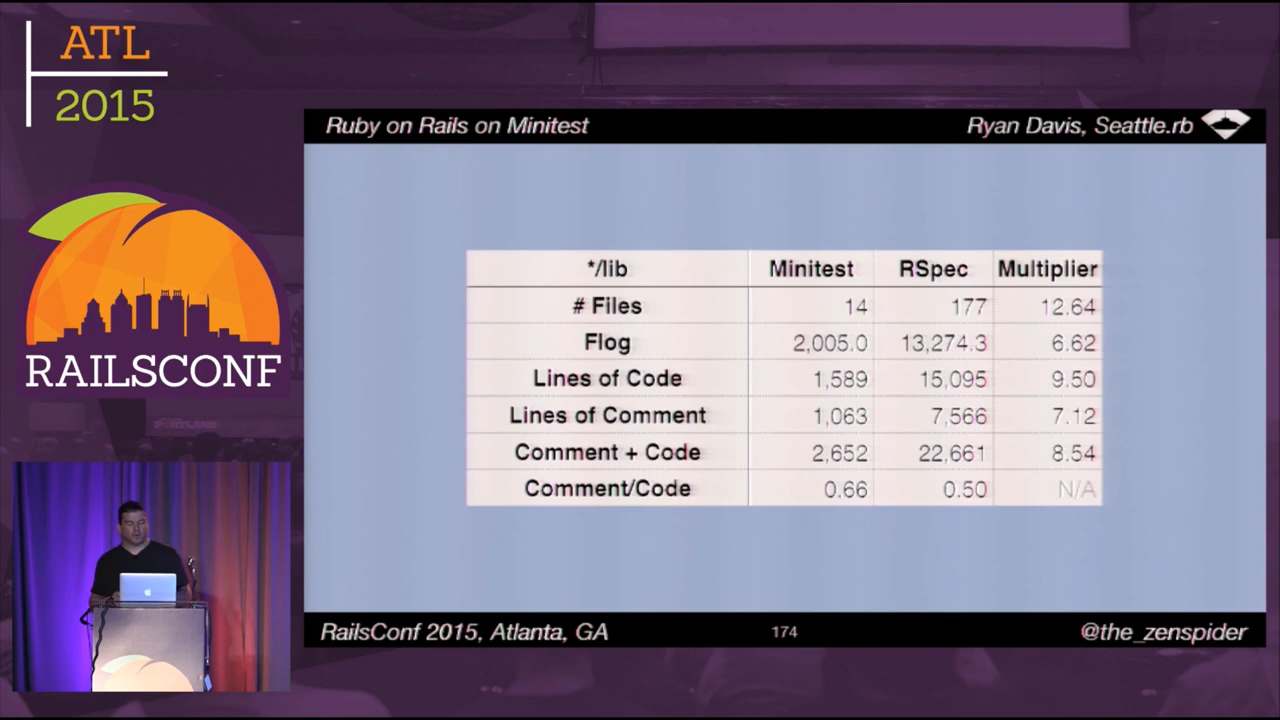 ATL
2015
RAILSCONF
Ruby on Rails on Minitest
Ryan Davis, Seattle.rb
*/lib Minitest RSpec Multiplier
# Files 14 177 12.64
Flog 2,005.0 13,274.3 6.62
Lines of Code 1,589 15,095 9.50
Lines of Comment 1,063 7,566 7.12
Comment + Code 2,652 22,661 8.54
Comment/Code 0.66 0.50 N/A
RailsConf 2015, Atlanta, GA
174
@the_zenspider